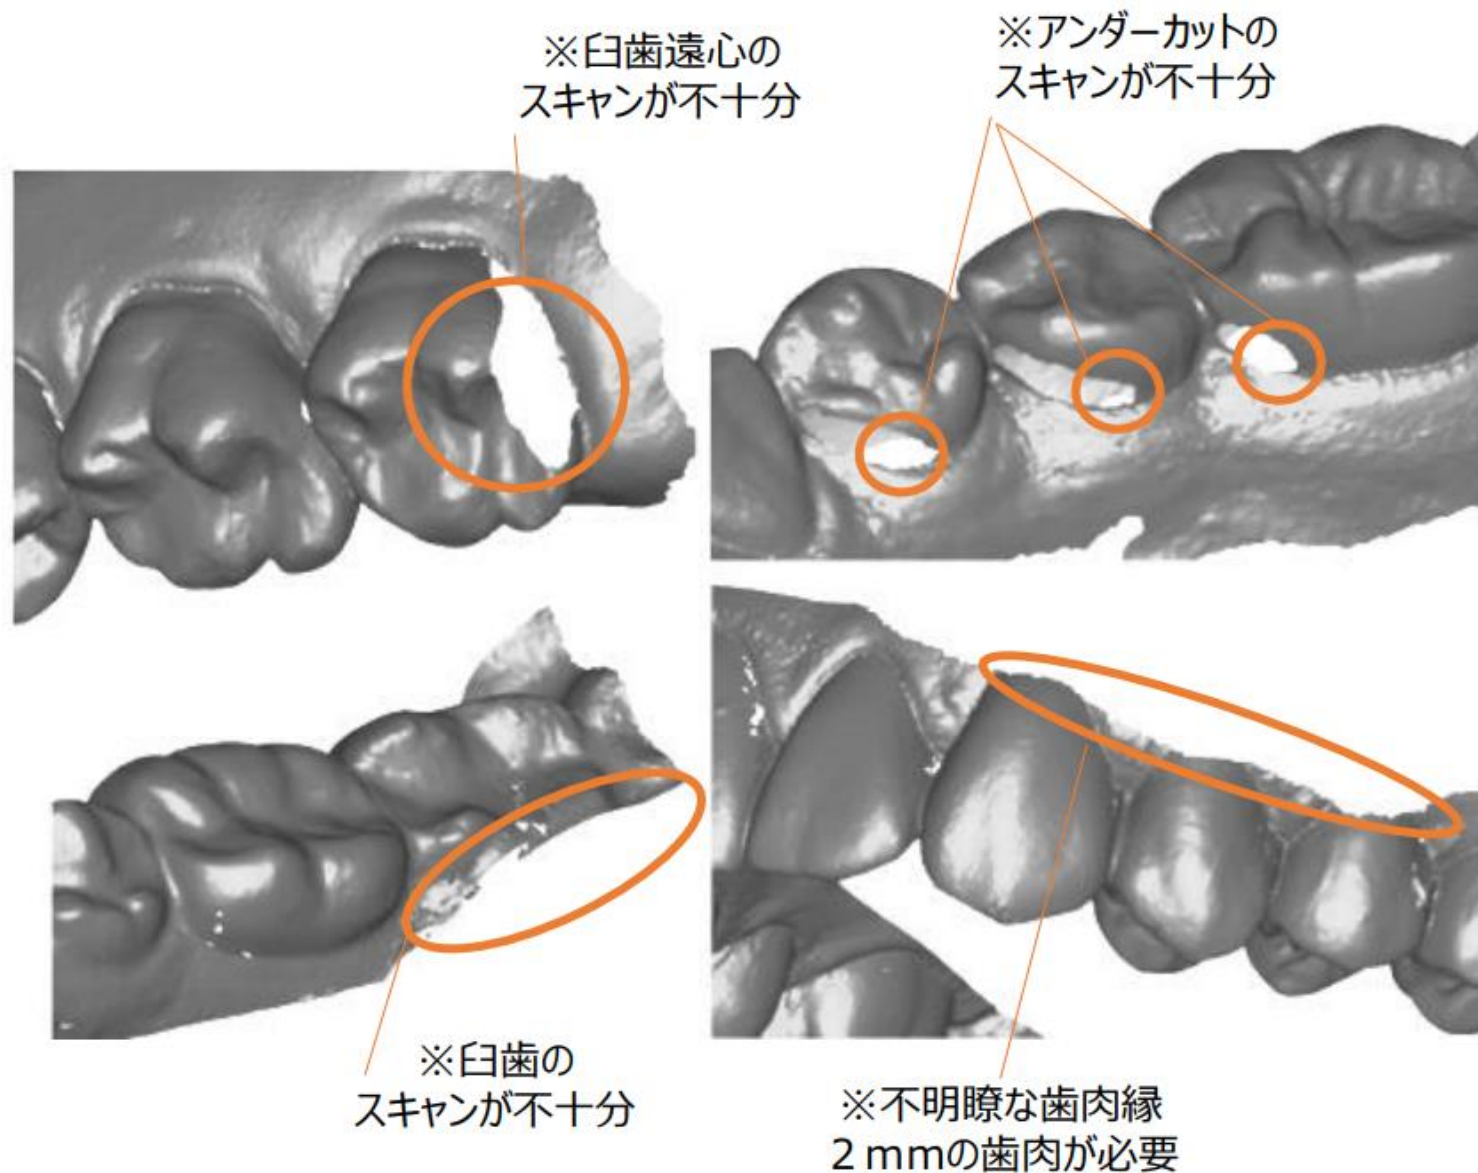 ※臼歯遠心の
スキャンが不十分
※アンダーカットの
スキャンが不十分
※臼歯の
スキャンが不十分
※不明瞭な歯肉縁
２mmの歯肉が必要